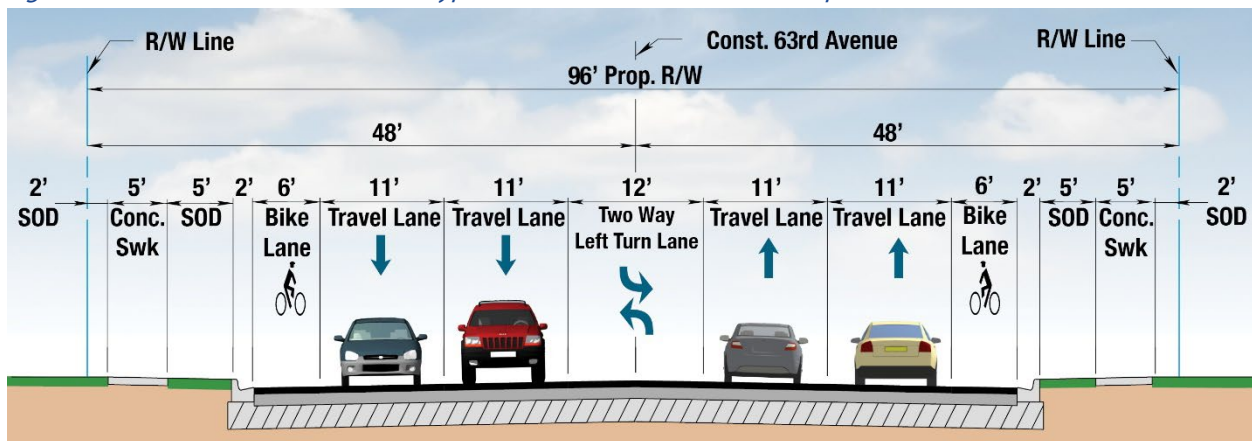 R/W Line
Const. 63rd Avenue
R/W Line
96' Prop. R/W
48'
48'
2'
SOD
5'
Conc.
Swk
5'
SOD
2'
6'
Bike
Lane
11'
Travel Lane
11'
Travel Lane
12'
Two Way
Left Turn Lane
11'
Travel Lane
11'
Travel Lane
6'
Bike
Lane
2'
5'
SOD
5'
Conc.
Swk
2'
SOD